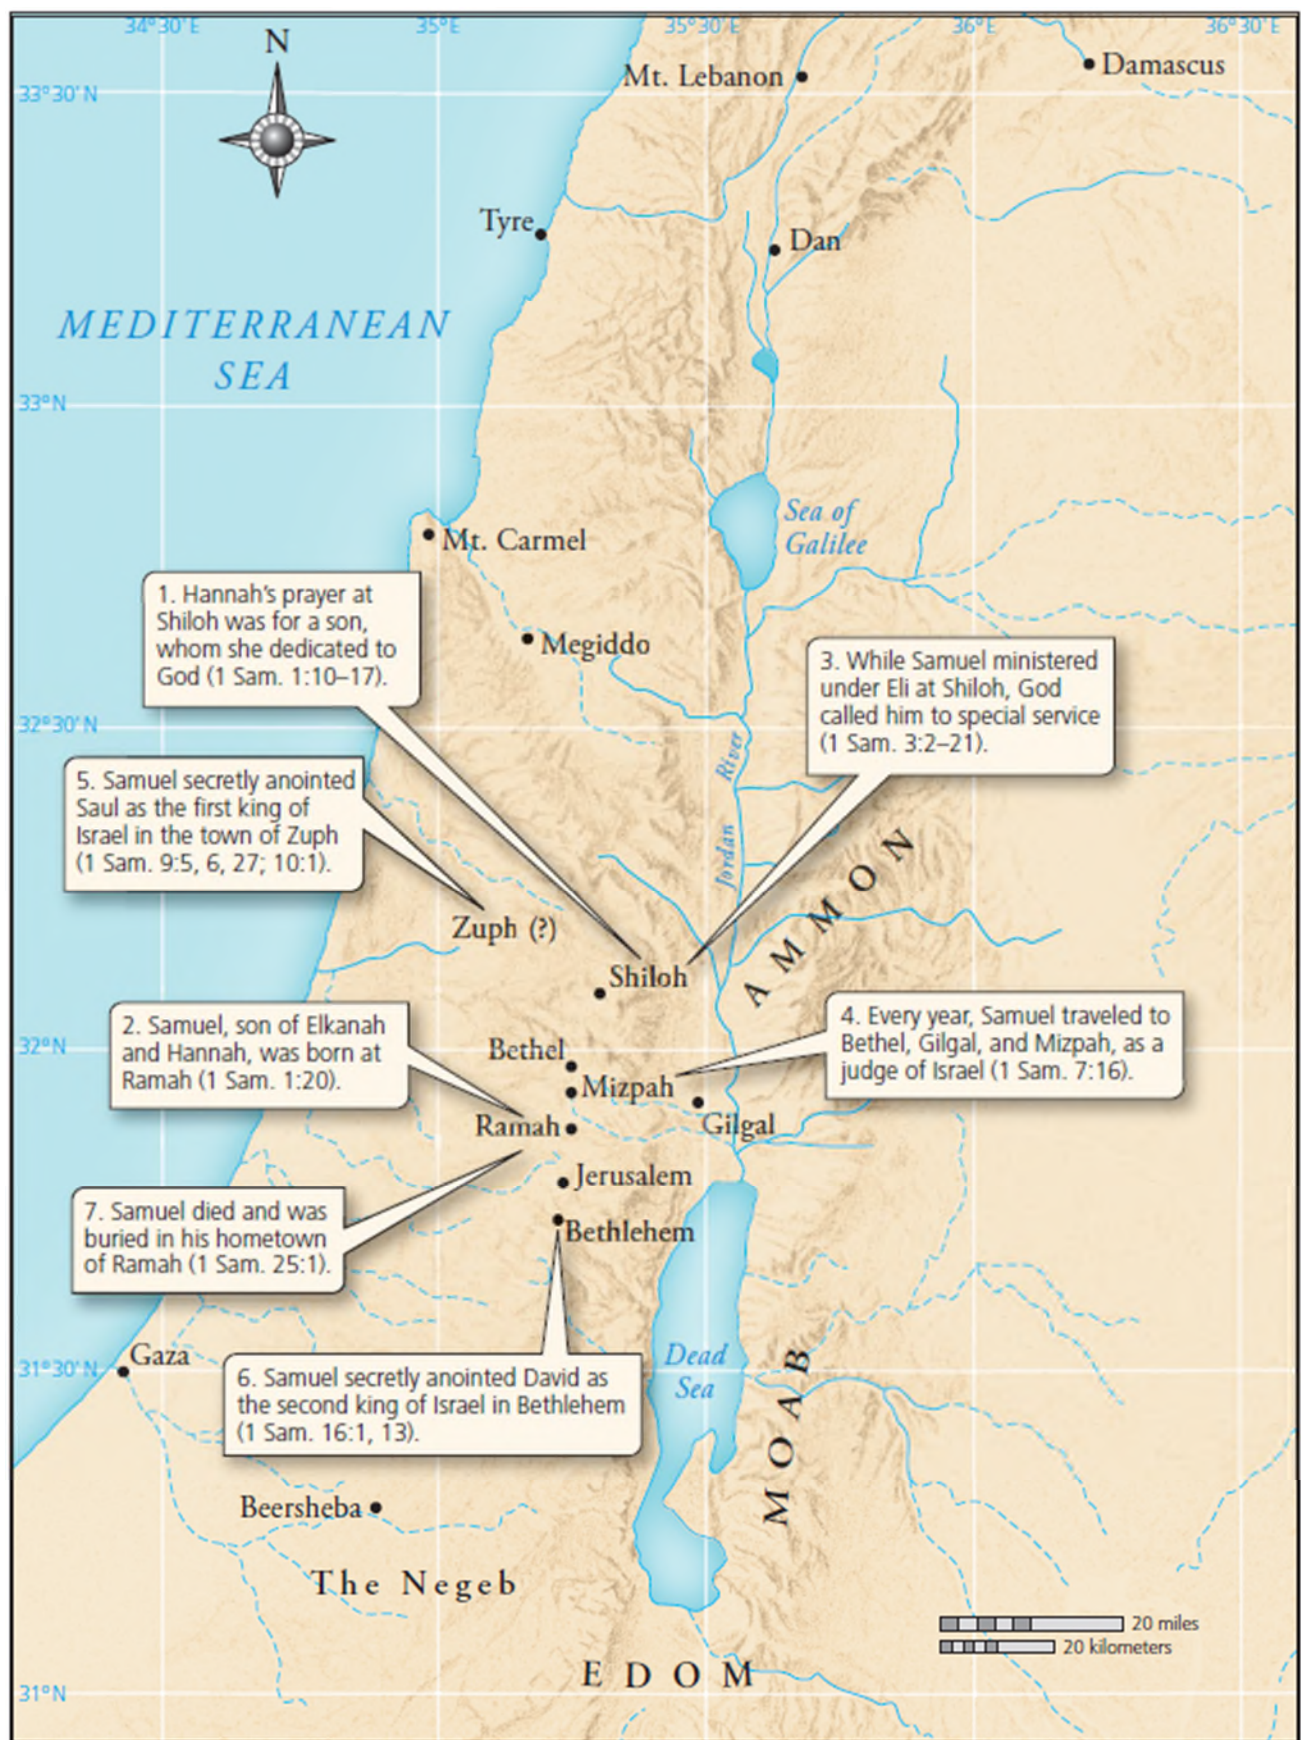 34°30'E
35°E
35°30'E
36°E
36°30'E
N
Mt. Lebanon
Damascus
33°30'N
Tyre
Dan
MEDITERRANEAN
SEA
33°N
Sea of
Galilee
Mt. Carmel
1. Hannah's prayer at
Shiloh was for a son,
whom she dedicated to
God (1 Sam. 1:10–17).
Megiddo
3. While Samuel ministered
under Eli at Shiloh, God
called him to special service
(1 Sam. 3:2–21).
32°30'N
5. Samuel secretly anointed
Saul as the first king of
Israel in the town of Zuph
(1 Sam. 9:5, 6, 27; 10:1).
Jordan River
AMMON
Zuph (?)
Shiloh
2. Samuel, son of Elkanah
and Hannah, was born at
Ramah (1 Sam. 1:20).
4. Every year, Samuel traveled to
Bethel, Gilgal, and Mizpah, as a
judge of Israel (1 Sam. 7:16).
32°N
Bethel
Mizpah
Ramah
Gilgal
Jerusalem
7. Samuel died and was
buried in his hometown
of Ramah (1 Sam. 25:1).
Bethlehem
31°30'N
Gaza
Dead
Sea
MOAB
6. Samuel secretly anointed David as
the second king of Israel in Bethlehem
(1 Sam. 16:1, 13).
Beersheba
The Negeb
20 miles
20 kilometers
EDOM
31°N